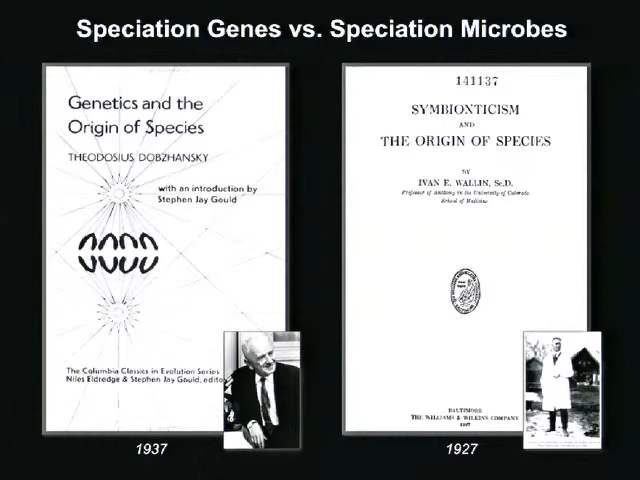 Speciation Genes vs. Speciation Microbes
Genetics and the
Origin of Species
THEODOSIUS DOBZHANSKY
with an introduction by
Stephen Jay Gould
The Columbia Classics in Evolution Series
Niles Eldredge & Stephen Jay Gould, edito
1937
141137
SYMBIONTICISM
AND
THE ORIGIN OF SPECIES
BY
IVAN E. WALLIN, Sc.D.
Professor of Anatomy in the University of Colorado
School of Medicine
BALTIMORE
THE WILLIAMS & WILKINS COMPANY
1927
1927